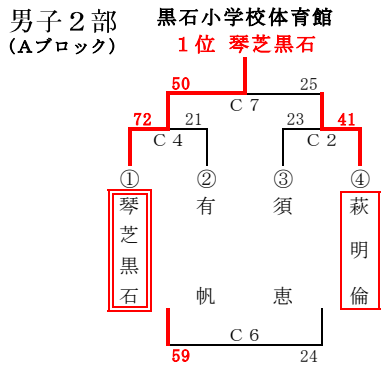 男子２部 黒石小学校体育館
(Aブロック) １位 琴芝黒石
50 25
Ｃ７
72 21 23 41
Ｃ４ Ｃ２
① ② ③ ④
琴芝黒石
有帆
須恵
萩明倫
Ｃ６
59 24